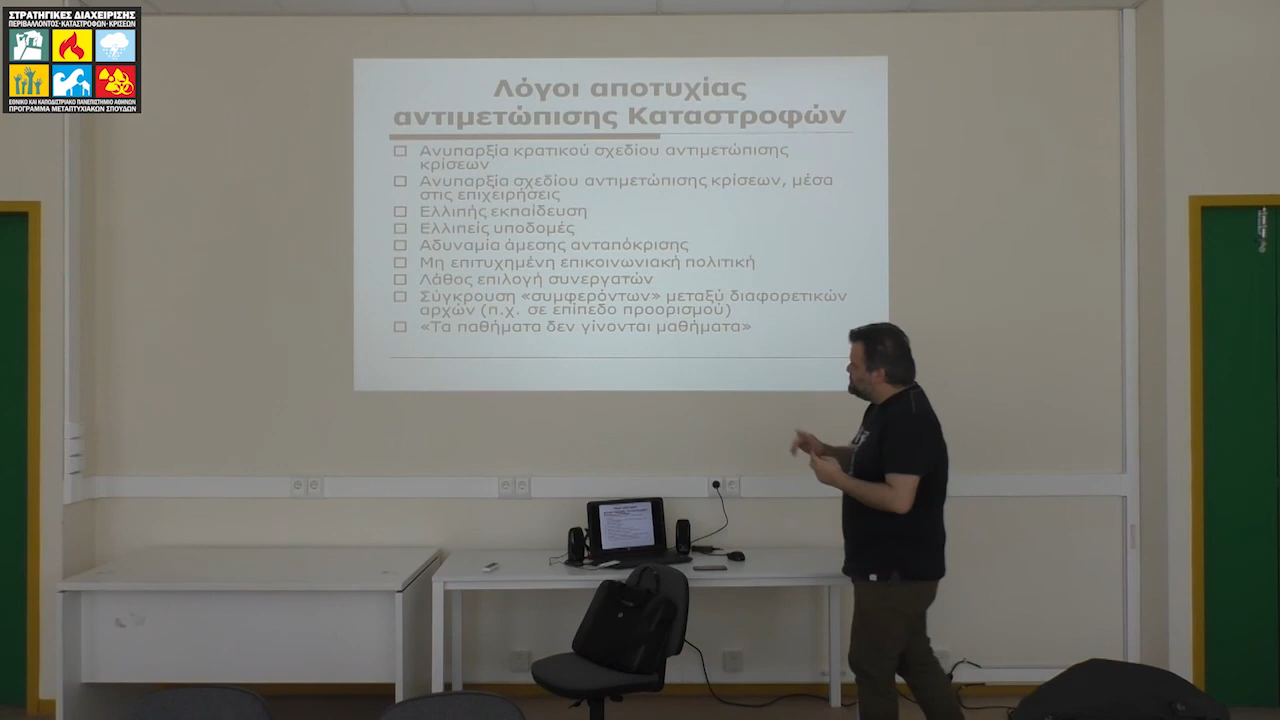 ΣΤΡΑΤΗΓΙΚΕΣ ΔΙΑΧΕΙΡΙΣΗΣ
ΠΕΡΙΒΑΛΛΟΝΤΟΣ·ΚΑΤΑΣΤΡΟΦΩΝ·ΚΡΙΣΕΩΝ
ΕΘΝΙΚΟ ΚΑΙ ΚΑΠΟΔΙΣΤΡΙΑΚΟ ΠΑΝΕΠΙΣΤΗΜΙΟ ΑΘΗΝΩΝ
ΠΡΟΓΡΑΜΜΑ ΜΕΤΑΠΤΥΧΙΑΚΩΝ ΣΠΟΥΔΩΝ
Λόγοι αποτυχίας
αντιμετώπισης Καταστροφών
Ανυπαρξία κρατικού σχεδίου αντιμετώπισης
κρίσεων
Ανυπαρξία σχεδίου αντιμετώπισης κρίσεων, μέσα
στις επιχειρήσεις
Ελλιπής εκπαίδευση
Ελλιπείς υποδομές
Αδυναμία άμεσης ανταπόκρισης
Μη επιτυχημένη επικοινωνιακή πολιτική
Λάθος επιλογή συνεργατών
Σύγκρουση «συμφερόντων» μεταξύ διαφορετικών
αρχών (π.χ. σε επίπεδο προορισμού)
«Τα παθήματα δεν γίνονται μαθήματα»